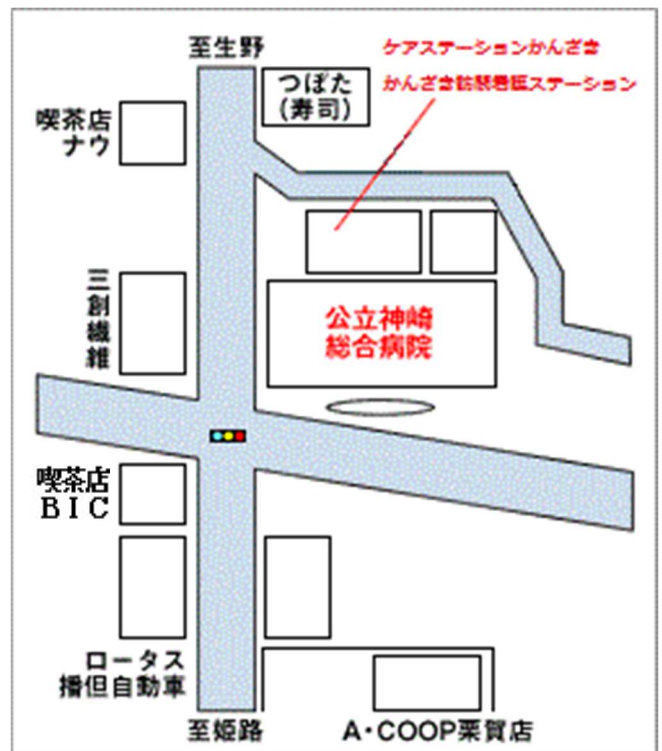 至生野
ケアステーションかんざき
かんざき訪問看護ステーション
つぼた
(寿司)
喫茶店
ナウ
三創繊維
公立神崎
総合病院
喫茶店
BIC
ロータス
播但自動車
至姫路
A・COOP粟賀店